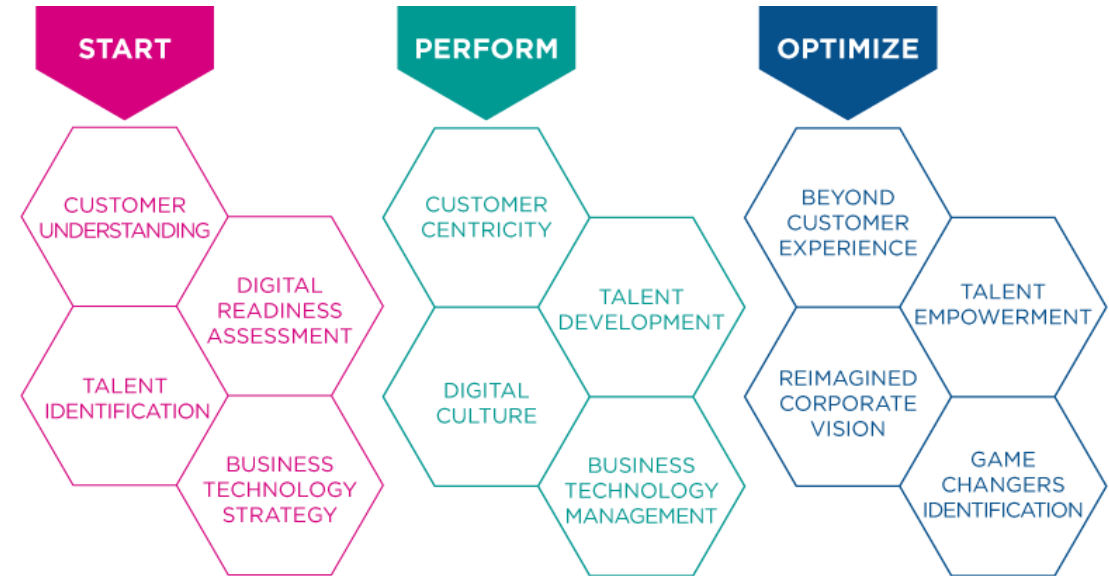 START
CUSTOMER
UNDERSTANDING
DIGITAL
READINESS
ASSESSMENT
TALENT
IDENTIFICATION
BUSINESS
TECHNOLOGY
STRATEGY
PERFORM
CUSTOMER
CENTRICITY
TALENT
DEVELOPMENT
DIGITAL
CULTURE
BUSINESS
TECHNOLOGY
MANAGEMENT
OPTIMIZE
BEYOND
CUSTOMER
EXPERIENCE
TALENT
EMPOWERMENT
REIMAGINED
CORPORATE
VISION
GAME
CHANGERS
IDENTIFICATION